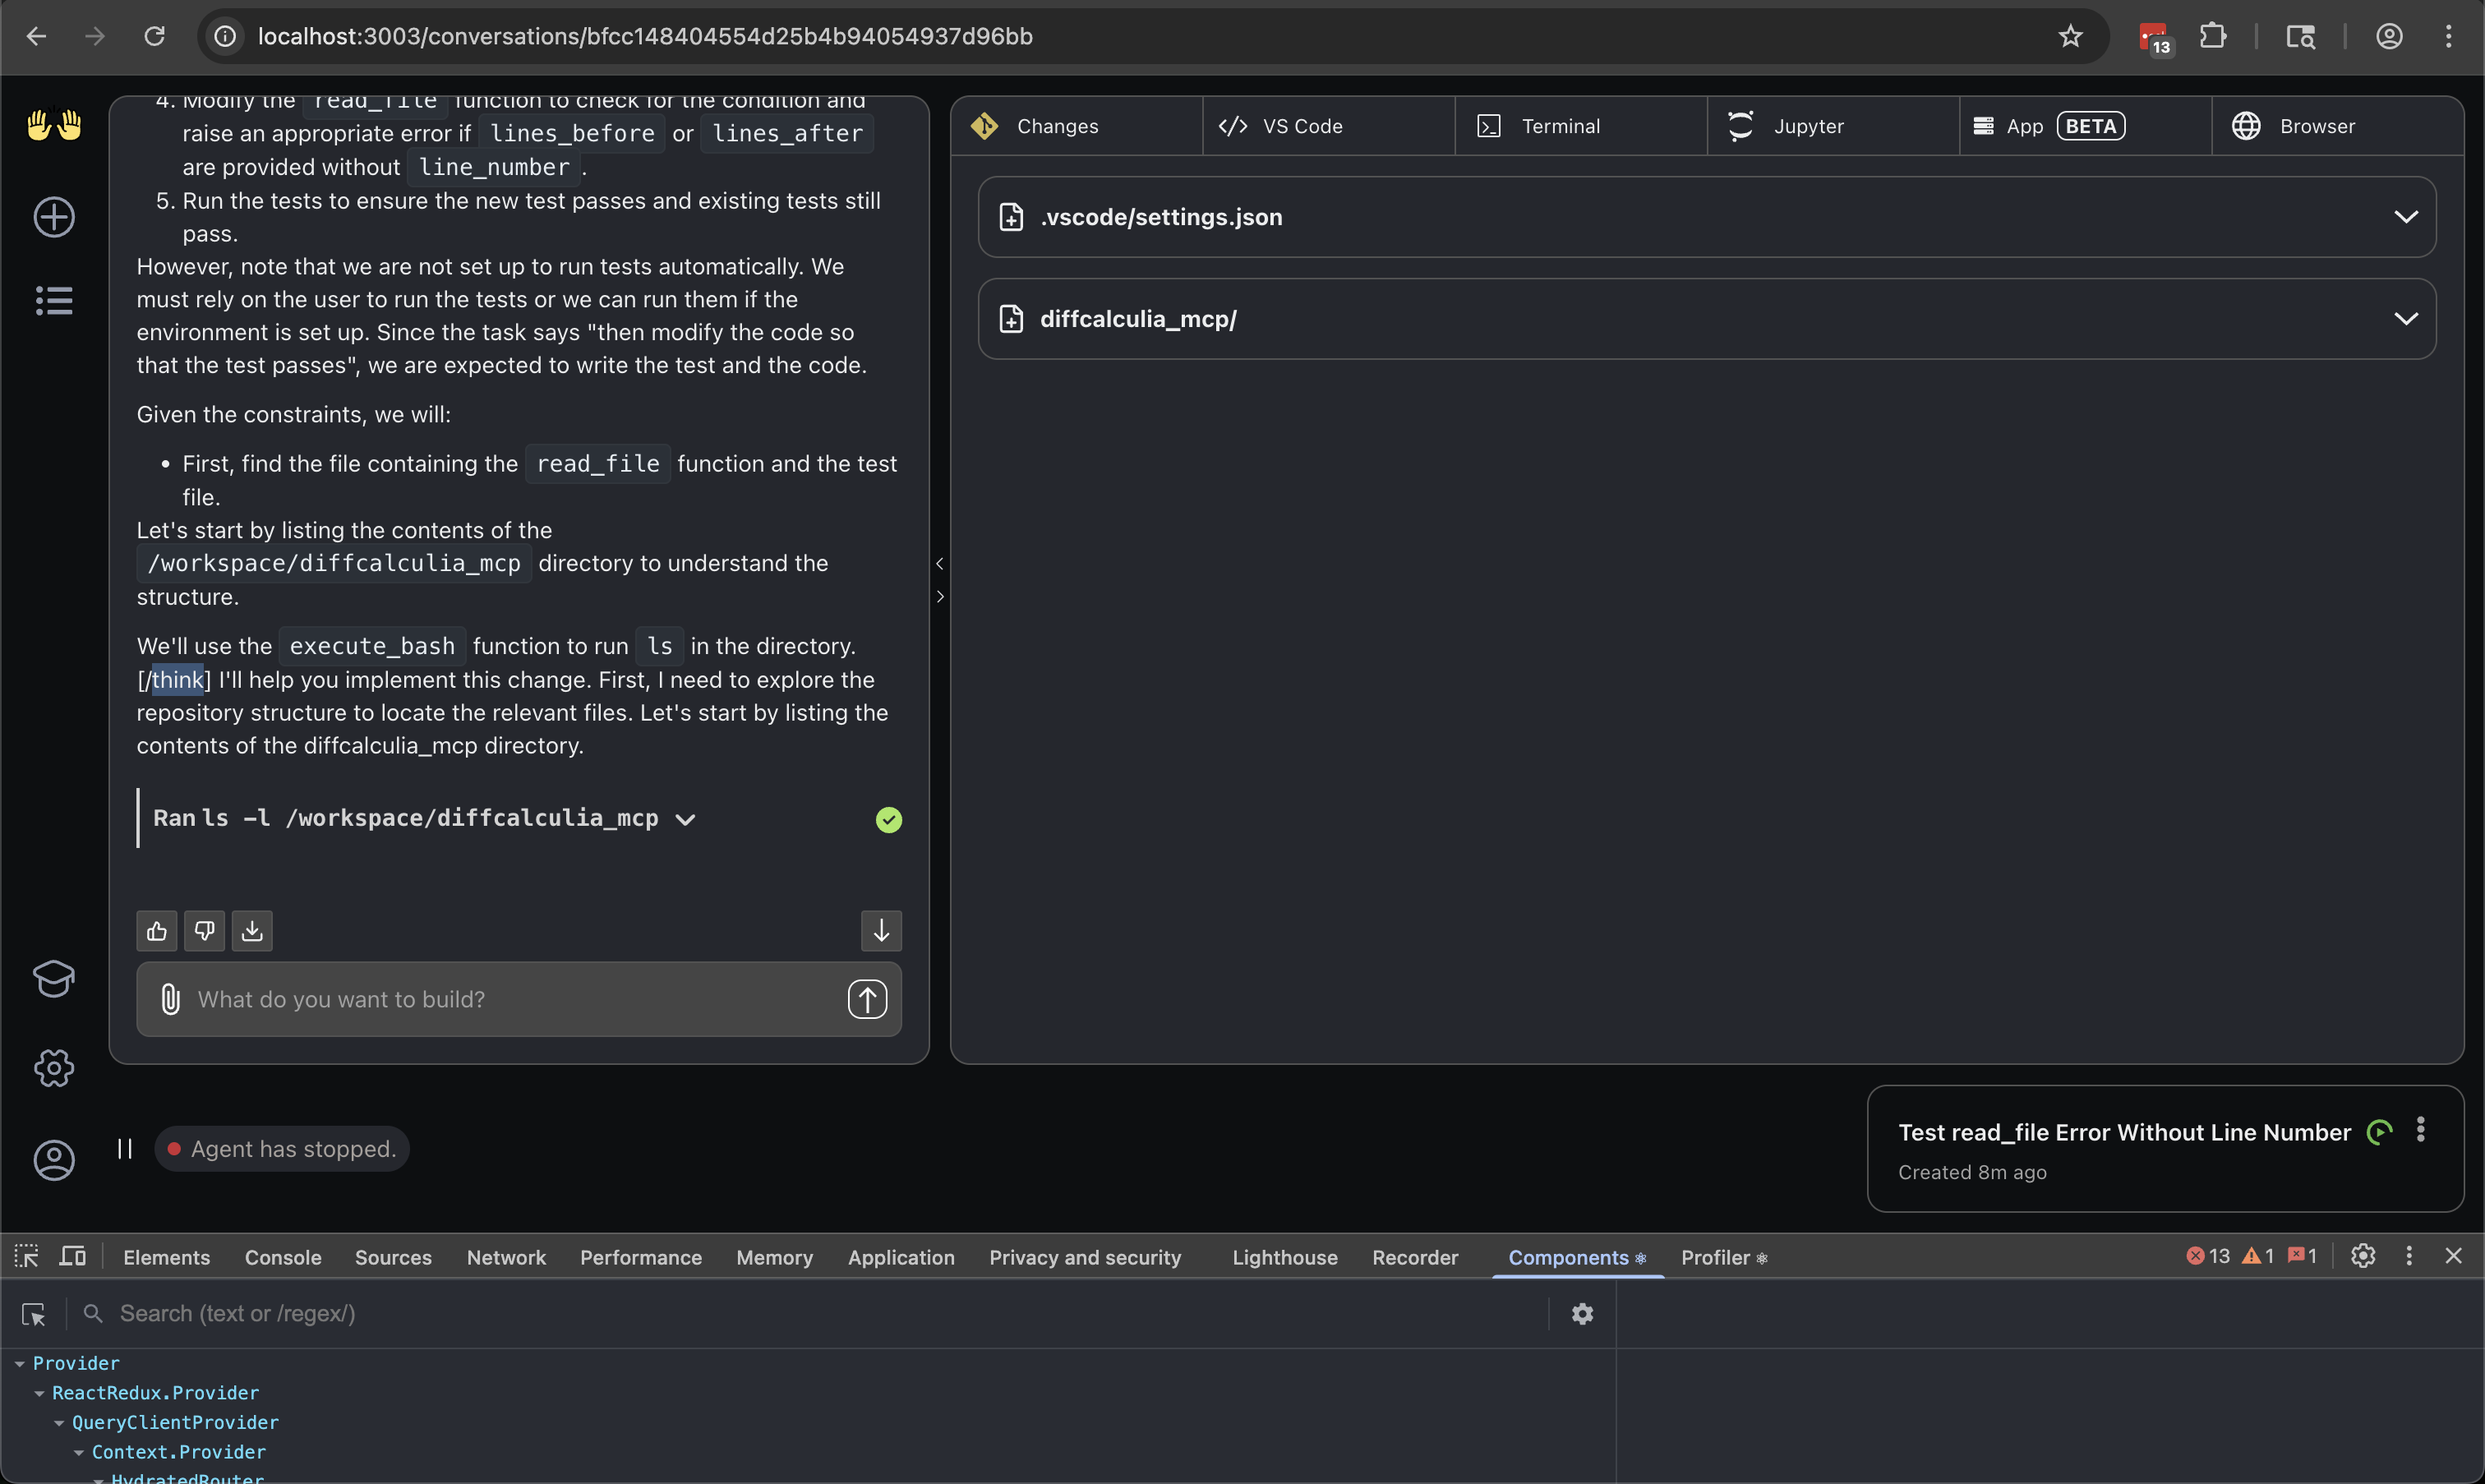 localhost:3003/conversations/bfcc148404554d25b4b94054937d96bb
13
4. Modify the read_file function to check for the condition and
raise an appropriate error if lines_before or lines_after
are provided without line_number .
5. Run the tests to ensure the new test passes and existing tests still
pass.
However, note that we are not set up to run tests automatically. We
must rely on the user to run the tests or we can run them if the
environment is set up. Since the task says "then modify the code so
that the test passes", we are expected to write the test and the code.
Given the constraints, we will:
• First, find the file containing the read_file function and the test
file.
Let's start by listing the contents of the
/workspace/diffcalculia_mcp directory to understand the
structure.
We'll use the execute_bash function to run ls in the directory.
[/think] I'll help you implement this change. First, I need to explore the
repository structure to locate the relevant files. Let's start by listing the
contents of the diffcalculia_mcp directory.
Ran ls -l /workspace/diffcalculia_mcp
What do you want to build?
Changes
VS Code
Terminal
Jupyter
App BETA
Browser
.vscode/settings.json
diffcalculia_mcp/
Agent has stopped.
Test read_file Error Without Line Number
Created 8m ago
Elements Console Sources Network Performance Memory Application Privacy and security Lighthouse Recorder Components Profiler 13 1 1
Search (text or /regex/)
Provider
ReactRedux.Provider
QueryClientProvider
Context.Provider
HydratedRouter